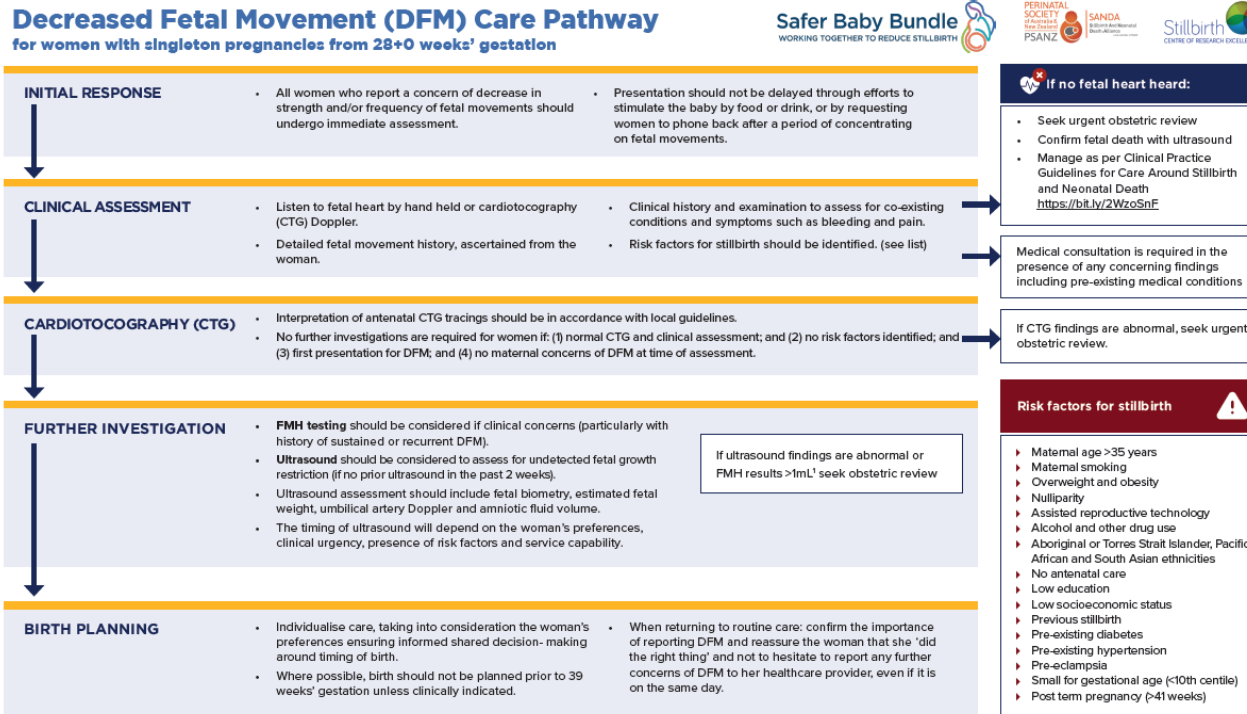 Decreased Fetal Movement (DFM) Care Pathway
for women with singleton pregnancies from 28+0 weeks' gestation
Safer Baby Bundle
WORKING TOGETHER TO REDUCE STILLBIRTH
PERINATAL
SOCIETY
of Australia &
New Zealand
PSANZ
SANDA
Stillbirth And Neonatal
Death Alliance
Stillbirth
CENTRE OF RESEARCH EXCELLE
INITIAL RESPONSE
• All women who report a concern of decrease in
strength and/or frequency of fetal movements should
undergo immediate assessment.
• Presentation should not be delayed through efforts to
stimulate the baby by food or drink, or by requesting
women to phone back after a period of concentrating
on fetal movements.
CLINICAL ASSESSMENT
• Listen to fetal heart by hand held or cardiotocography
(CTG) Doppler.
• Detailed fetal movement history, ascertained from the
woman.
• Clinical history and examination to assess for co-existing
conditions and symptoms such as bleeding and pain.
• Risk factors for stillbirth should be identified. (see list)
CARDIOTOCOGRAPHY (CTG)
• Interpretation of antenatal CTG tracings should be in accordance with local guidelines.
• No further investigations are required for women if: (1) normal CTG and clinical assessment; and (2) no risk factors identified; and
(3) first presentation for DFM; and (4) no maternal concerns of DFM at time of assessment.
FURTHER INVESTIGATION
• FMH testing should be considered if clinical concerns (particularly with
history of sustained or recurrent DFM).
• Ultrasound should be considered to assess for undetected fetal growth
restriction (if no prior ultrasound in the past 2 weeks).
• Ultrasound assessment should include fetal biometry, estimated fetal
weight, umbilical artery Doppler and amniotic fluid volume.
• The timing of ultrasound will depend on the woman's preferences,
clinical urgency, presence of risk factors and service capability.
If ultrasound findings are abnormal or
FMH results >1mL¹ seek obstetric review
BIRTH PLANNING
• Individualise care, taking into consideration the woman's
preferences ensuring informed shared decision- making
around timing of birth.
• Where possible, birth should not be planned prior to 39
weeks' gestation unless clinically indicated.
• When returning to routine care: confirm the importance
of reporting DFM and reassure the woman that she 'did
the right thing' and not to hesitate to report any further
concerns of DFM to her healthcare provider, even if it is
on the same day.
If no fetal heart heard:
• Seek urgent obstetric review
• Confirm fetal death with ultrasound
• Manage as per Clinical Practice
Guidelines for Care Around Stillbirth
and Neonatal Death
https://bit.ly/2WzoSnF
Medical consultation is required in the
presence of any concerning findings
including pre-existing medical conditions
If CTG findings are abnormal, seek urgent
obstetric review.
Risk factors for stillbirth
Maternal age >35 years
Maternal smoking
Overweight and obesity
Nulliparity
Assisted reproductive technology
Alcohol and other drug use
Aboriginal or Torres Strait Islander, Pacific
African and South Asian ethnicities
No antenatal care
Low education
Low socioeconomic status
Previous stillbirth
Pre-existing diabetes
Pre-existing hypertension
Pre-eclampsia
Small for gestational age (<10th centile)
Post term pregnancy (>41 weeks)